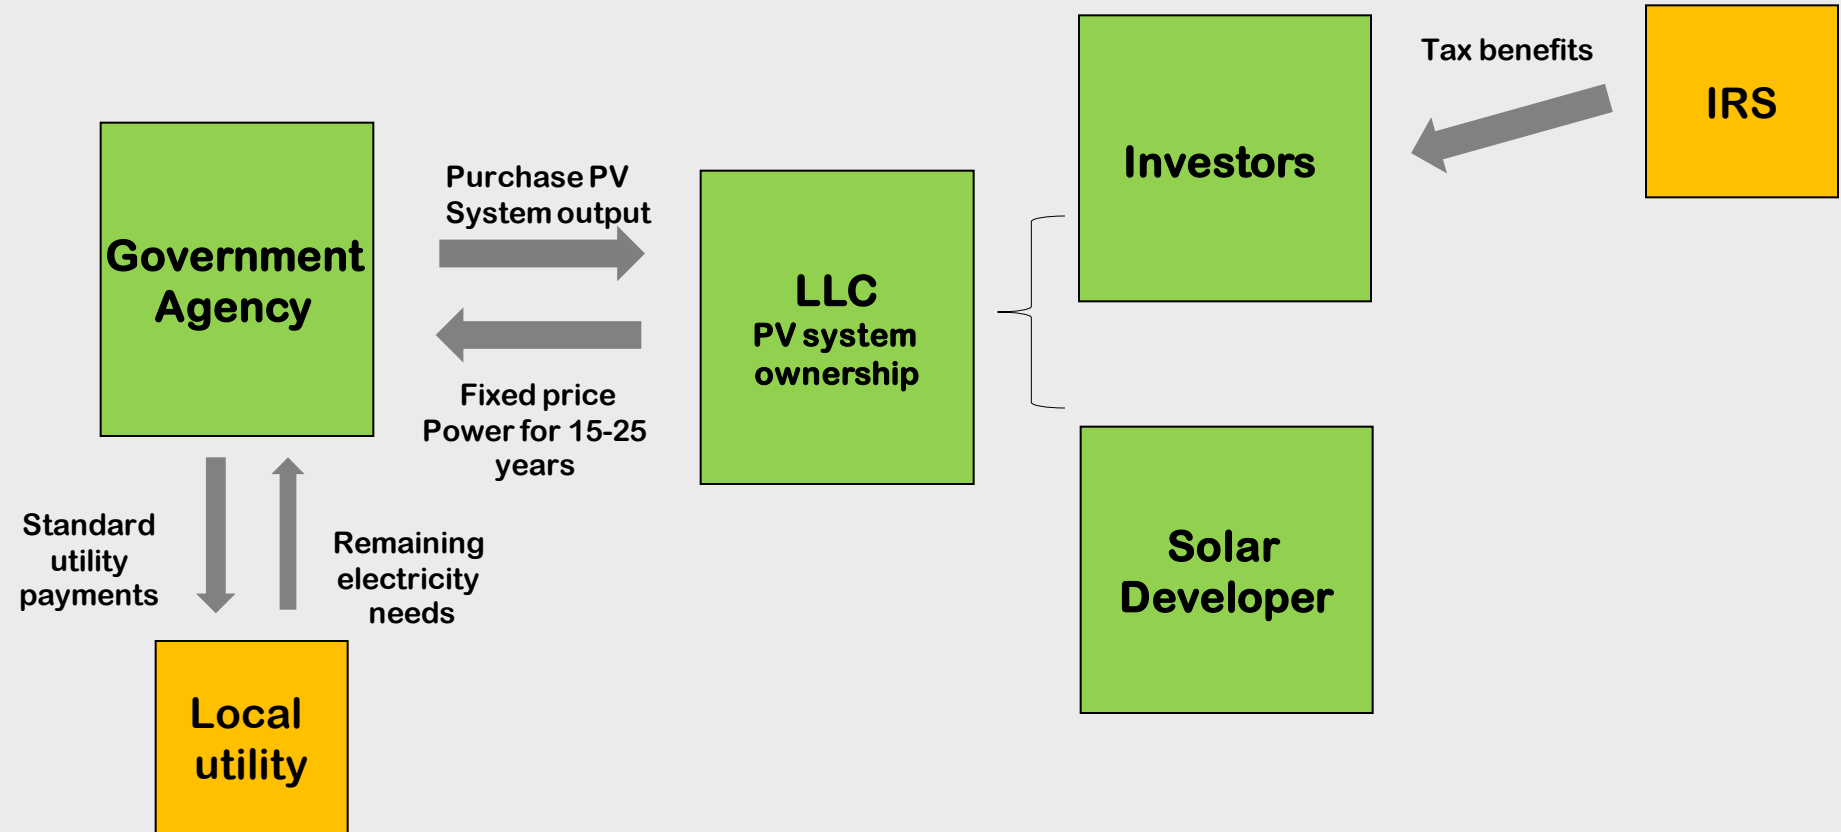 Tax benefits
IRS
Investors
Purchase PV
System output
Government
Agency
LLC
PV system
ownership
Fixed price
Power for 15-25
years
Standard
utility
payments
Remaining
electricity
needs
Solar
Developer
Local
utility